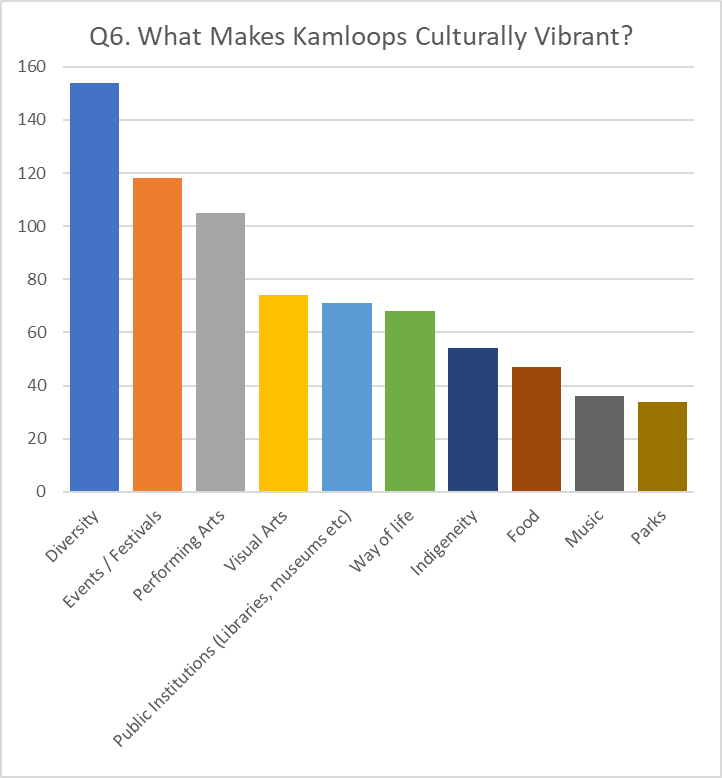 Q6. What Makes Kamloops Culturally Vibrant?
160
140
120
100
80
60
40
20
0
Diversity
Events / Festivals
Performing Arts
Visual Arts
Public Institutions (Libraries, museums etc)
Way of life
Indigeneity
Food
Music
Parks